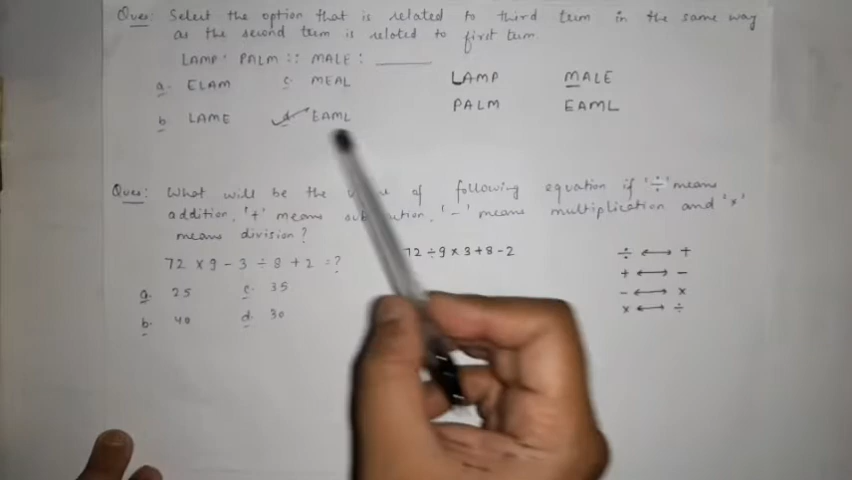 Ques: Select the option that is related to third term in the same way
as the second term is related to first term
LAMP : PALM :: MALE : ______
a. ELAM c. MEAL
b. LAME d. EAML
LAMP MALE
PALM EAML
Ques: What will be the of following equation if '÷' means
addition, '+' means '-' means multiplication and 'x'
means division?
72 x 9 - 3 ÷ 8 + 2 = ?
a. 25 c. 35
b. 40 d. 30
72 ÷ 9 x 3 + 8 - 2
÷ ⟷ +
+ ⟷ -
- ⟷ x
x ⟷ ÷